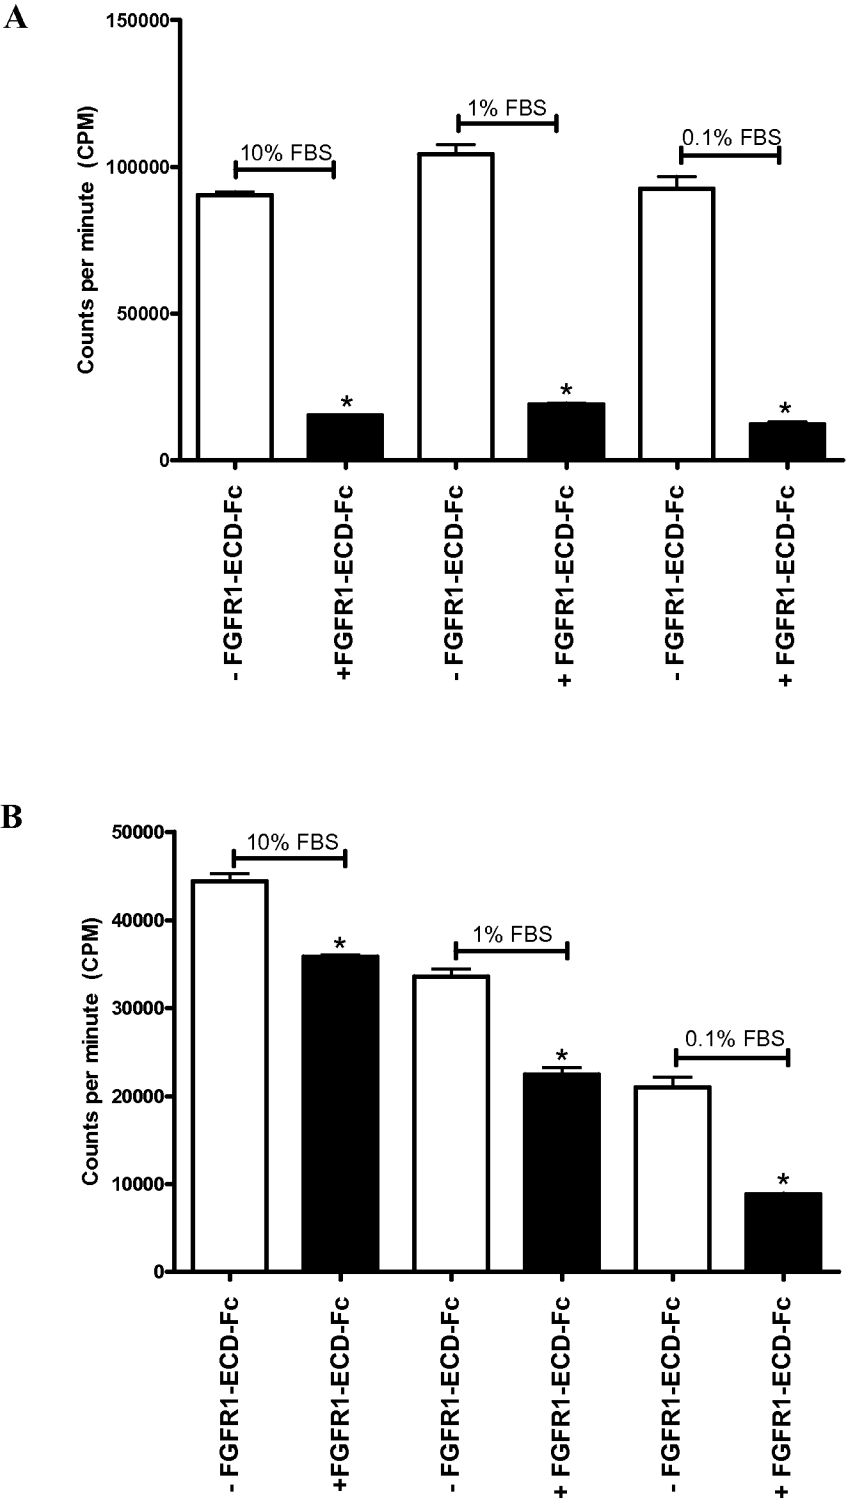 A
150000
100000
50000
0
Counts per minute (CPM)
10% FBS
1% FBS
0.1% FBS
*
*
*
- FGFR1-ECD-Fc
+FGFR1-ECD-Fc
- FGFR1-ECD-Fc
+ FGFR1-ECD-Fc
- FGFR1-ECD-Fc
+ FGFR1-ECD-Fc
B
50000
40000
30000
20000
10000
0
Counts per minute (CPM)
10% FBS
1% FBS
0.1% FBS
*
*
*
- FGFR1-ECD-Fc
+FGFR1-ECD-Fc
- FGFR1-ECD-Fc
+ FGFR1-ECD-Fc
- FGFR1-ECD-Fc
+ FGFR1-ECD-Fc